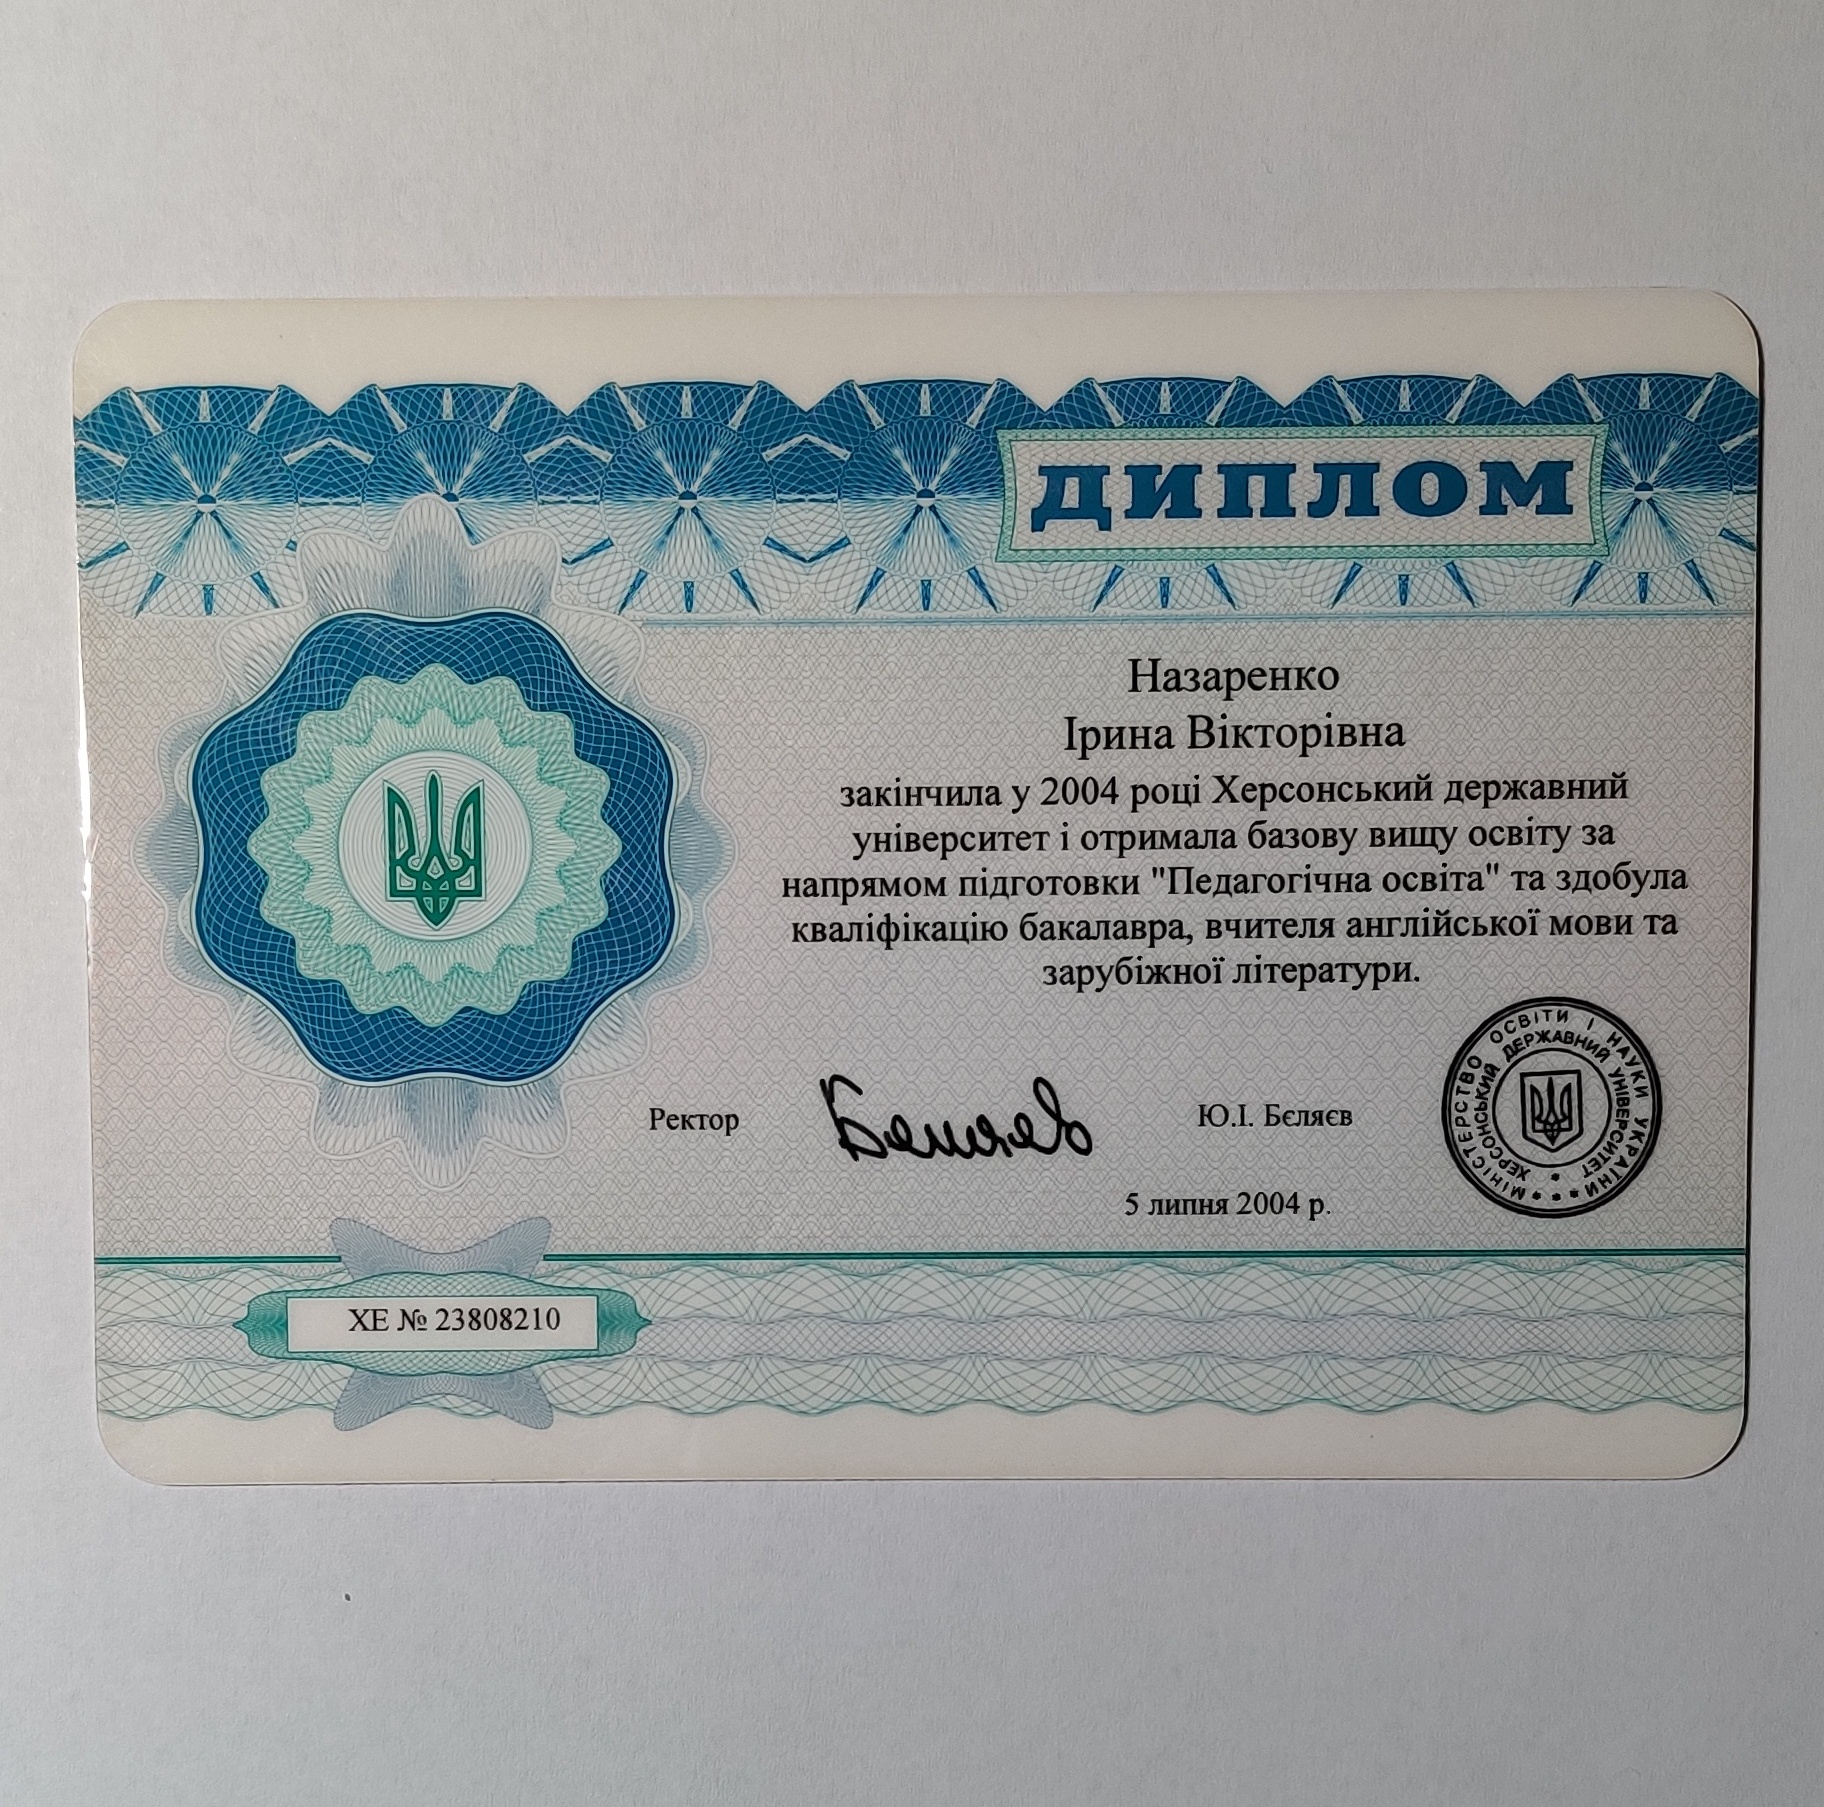 ДИПЛОМ
Назаренко
Ірина Вікторівна
закінчила у 2004 році Херсонський державний
університет і отримала базову вищу освіту за
напрямом підготовки "Педагогічна освіта" та здобула
кваліфікацію бакалавра, вчителя англійської мови та
зарубіжної літератури.
Ректор
Беляев
Ю.І. Бєляєв
5 липня 2004 р.
МІНІСТЕРСТВО ОСВІТИ І НАУКИ УКРАЇНИ
ХЕРСОНСЬКИЙ ДЕРЖАВНИЙ УНІВЕРСИТЕТ
ХЕ № 23808210